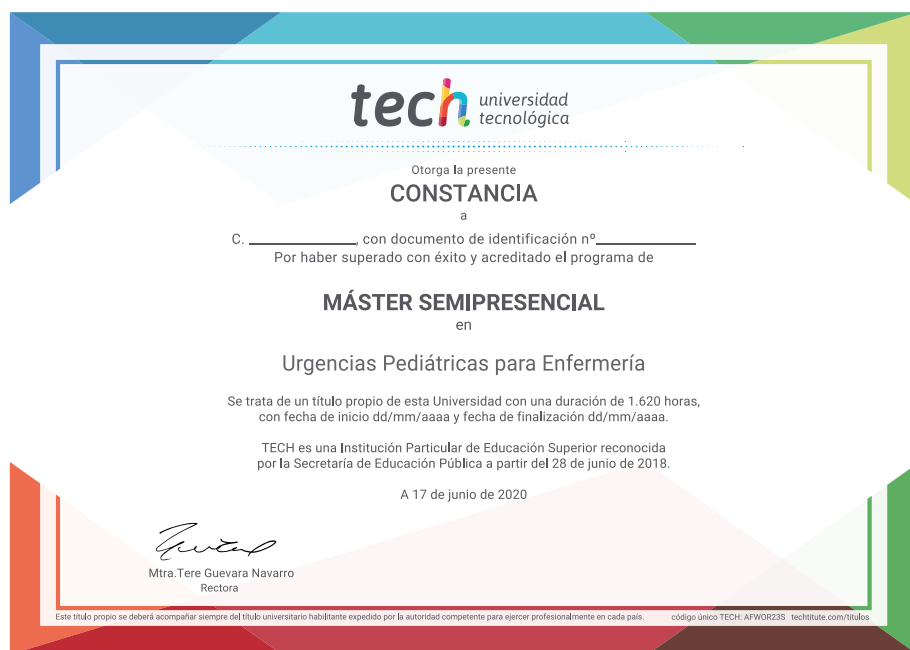 tech universidad
tecnológica
Otorga la presente
CONSTANCIA
a
C. ____________, con documento de identificación nº____________
Por haber superado con éxito y acreditado el programa de
MÁSTER SEMIPRESENCIAL
en
Urgencias Pediátricas para Enfermería
Se trata de un título propio de esta Universidad con una duración de 1.620 horas,
con fecha de inicio dd/mm/aaaa y fecha de finalización dd/mm/aaaa.
TECH es una Institución Particular de Educación Superior reconocida
por la Secretaría de Educación Pública a partir del 28 de junio de 2018.
A 17 de junio de 2020
Mtra.Tere Guevara Navarro
Rectora
Este título propio se deberá acompañar siempre del título universitario habilitante expedido por la autoridad competente para ejercer profesionalmente en cada país. código único TECH: AFWOR23S techtitute.com/titulos